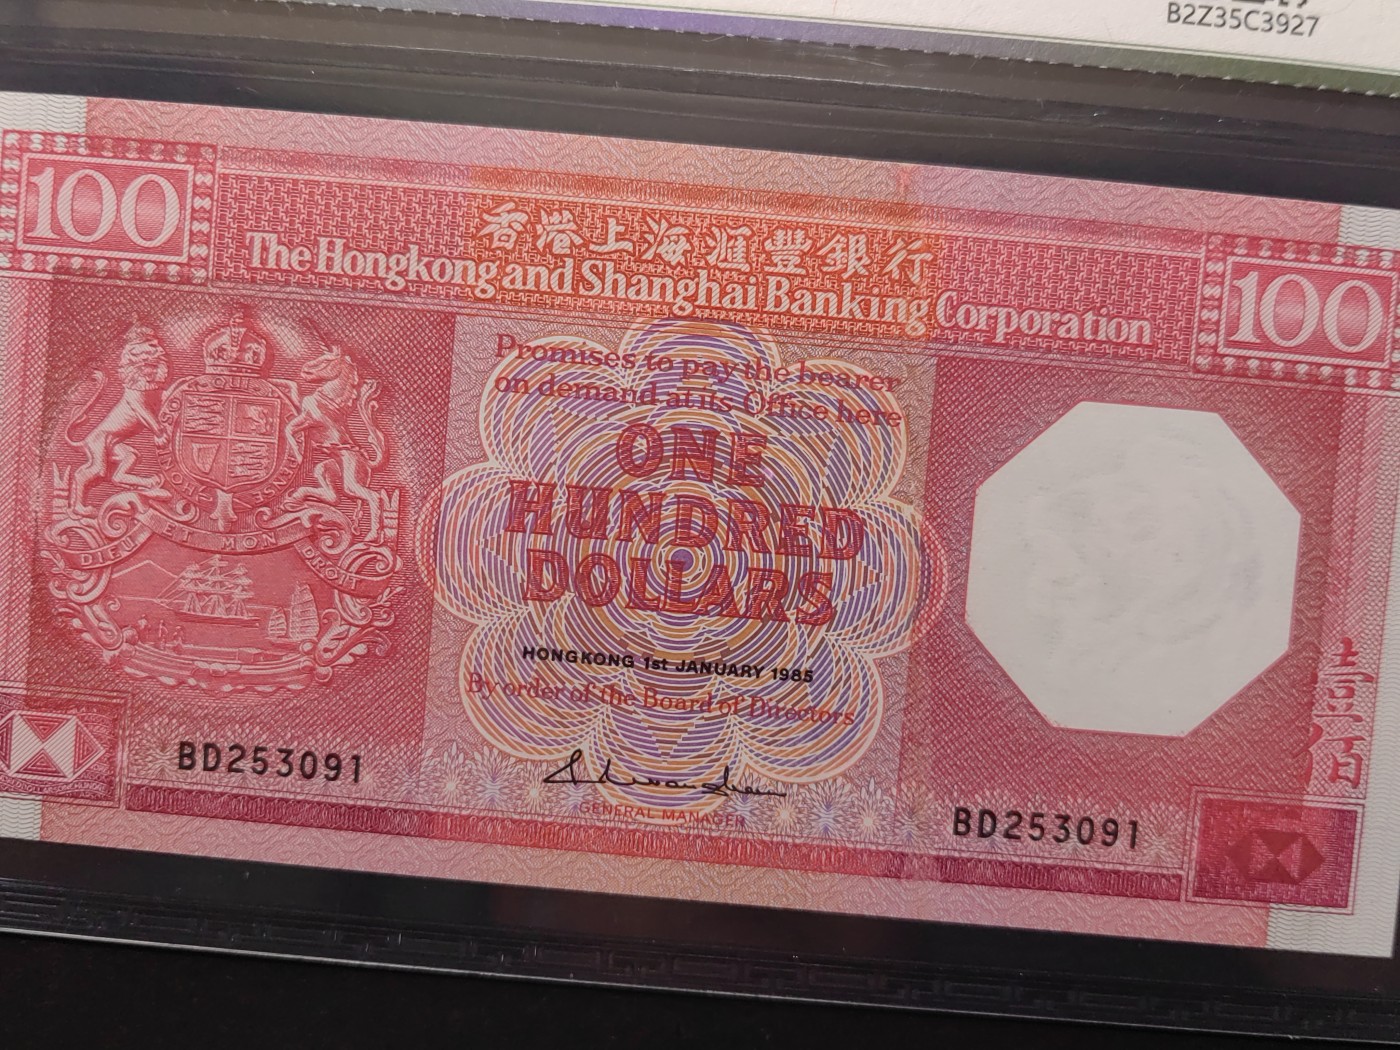 B2Z35C3927
100
香港上海滙豐銀行
The Hongkong and Shanghai Banking Corporation
100
Promises to pay the bearer
on demand at its Office here
ONE
HUNDRED
DOLLARS
HONGKONG 1st JANUARY 1985
By order of the Board of Directors
GENERAL MANAGER
DIEU ET MON DROIT
BD253091
BD253091
壹百